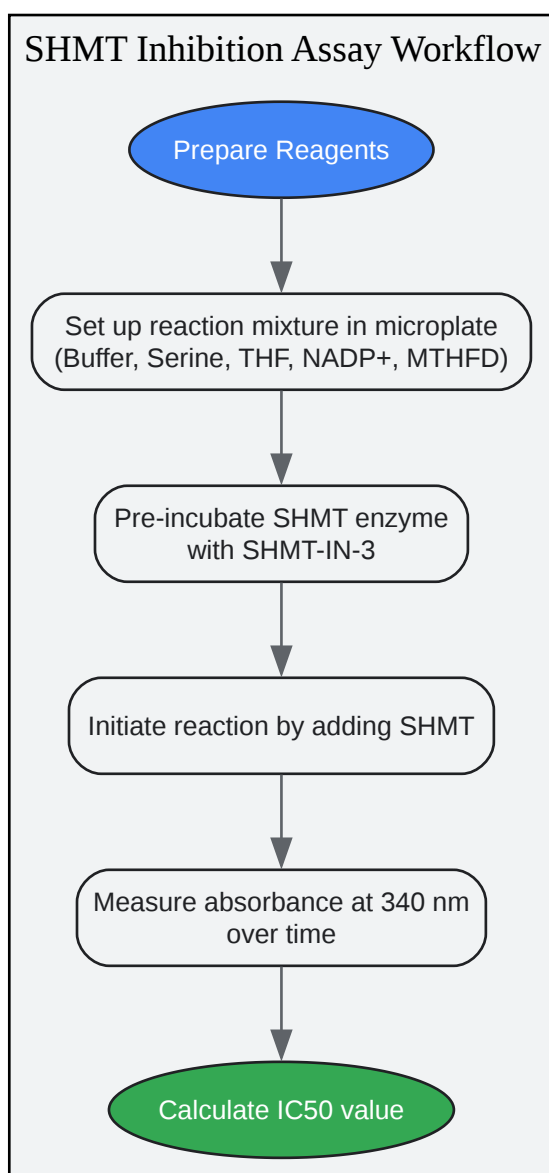 SHMT Inhibition Assay Workflow
Prepare Reagents
Set up reaction mixture in microplate
(Buffer, Serine, THF, NADP+, MTHFD)
Pre-incubate SHMT enzyme
with SHMT-IN-3
Initiate reaction by adding SHMT
Measure absorbance at 340 nm
over time
Calculate IC50 value